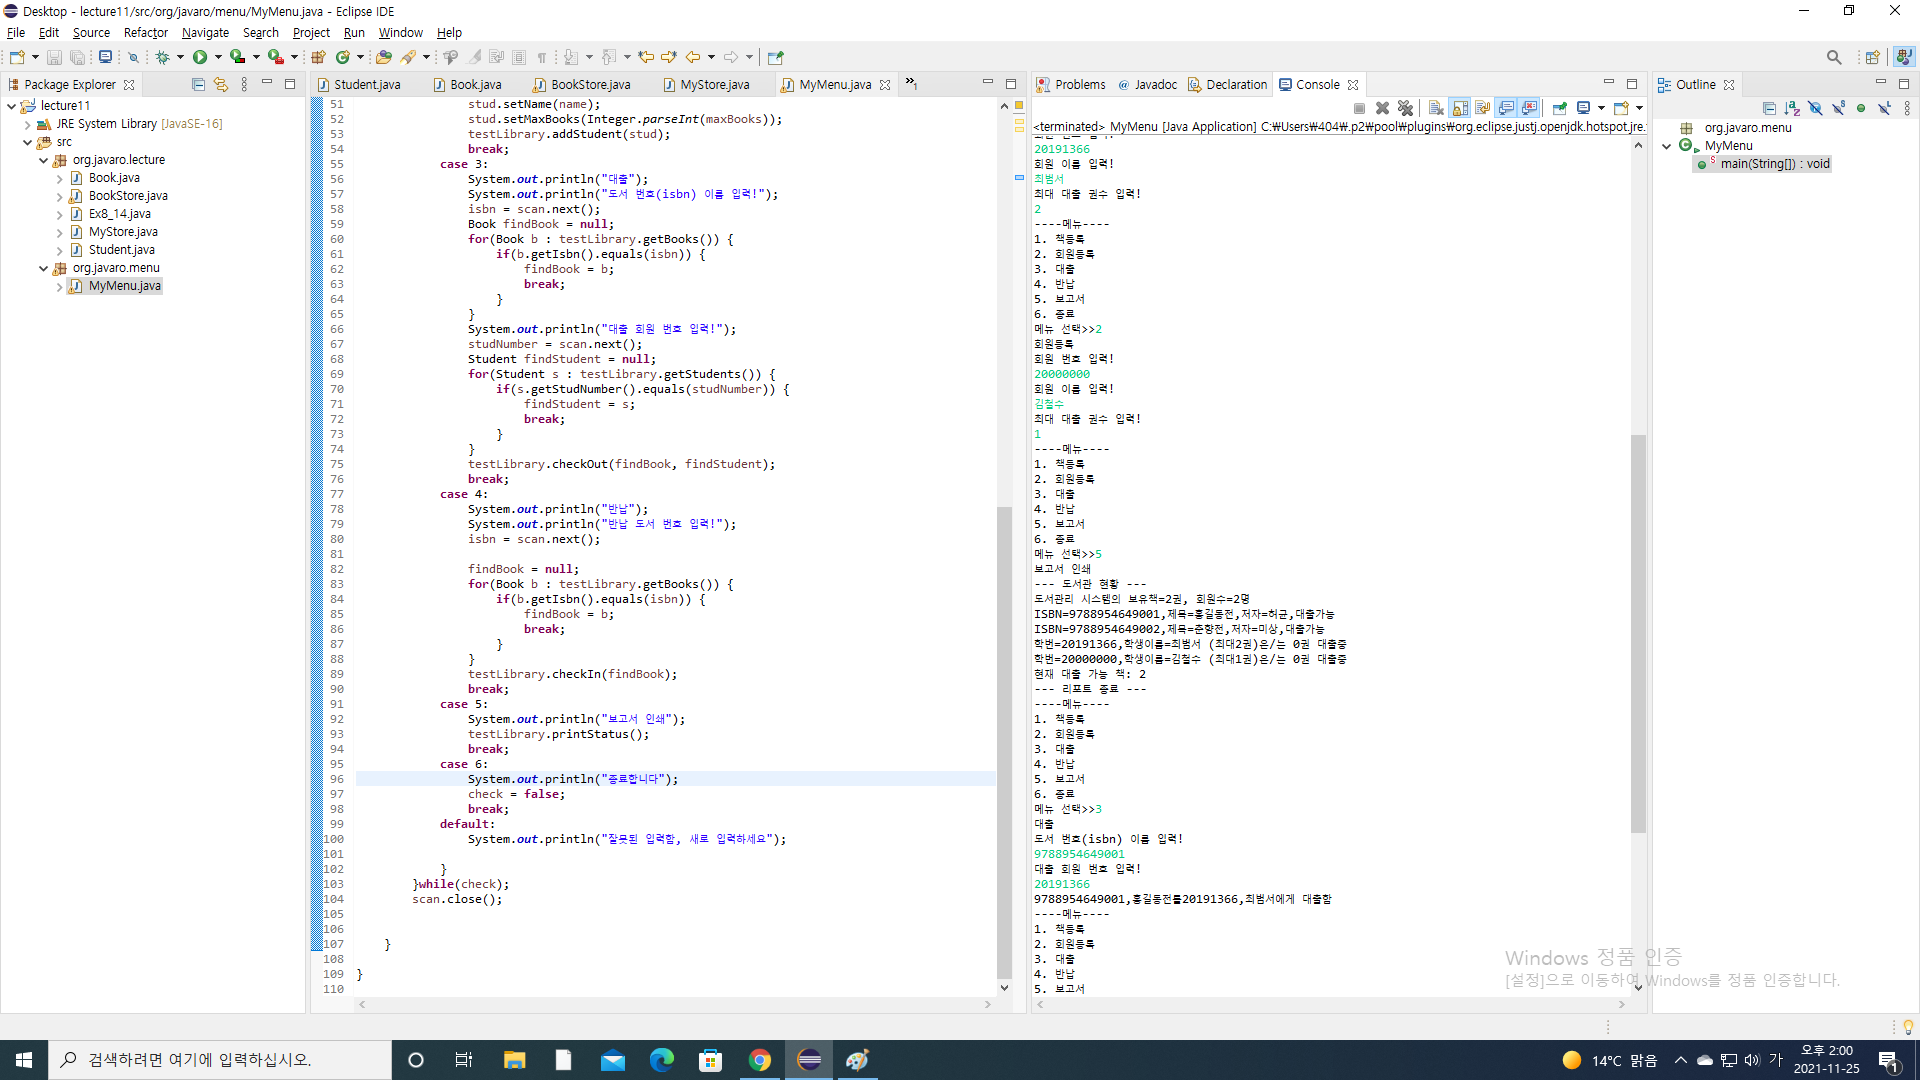 Desktop - lecture11/src/org/javaro/menu/MyMenu.java - Eclipse IDE
File Edit Source Refactor Navigate Search Project Run Window Help
Package Explorer
lecture11
JRE System Library [JavaSE-16]
src
org.javaro.lecture
Book.java
BookStore.java
Ex8_14.java
MyStore.java
Student.java
org.javaro.menu
MyMenu.java
Student.java Book.java BookStore.java MyStore.java MyMenu.java »1
51 stud.setName(name);
52 stud.setMaxBooks(Integer.parseInt(maxBooks));
53 testLibrary.addStudent(stud);
54 break;
55 case 3:
56 System.out.println("대출");
57 System.out.println("도서 번호(isbn) 이름 입력!");
58 isbn = scan.next();
59 Book findBook = null;
60 for(Book b : testLibrary.getBooks()) {
61 if(b.getIsbn().equals(isbn)) {
62 findBook = b;
63 break;
64 }
65 }
66 System.out.println("대출 회원 번호 입력!");
67 studNumber = scan.next();
68 Student findStudent = null;
69 for(Student s : testLibrary.getStudents()) {
70 if(s.getStudNumber().equals(studNumber)) {
71 findStudent = s;
72 break;
73 }
74 }
75 testLibrary.checkOut(findBook, findStudent);
76 break;
77 case 4:
78 System.out.println("반납");
79 System.out.println("반납 도서 번호 입력!");
80 isbn = scan.next();
81
82 findBook = null;
83 for(Book b : testLibrary.getBooks()) {
84 if(b.getIsbn().equals(isbn)) {
85 findBook = b;
86 break;
87 }
88 }
89 testLibrary.checkIn(findBook);
90 break;
91 case 5:
92 System.out.println("보고서 인쇄");
93 testLibrary.printStatus();
94 break;
95 case 6:
96 System.out.println("종료합니다");
97 check = false;
98 break;
99 default:
100 System.out.println("잘못된 입력함, 새로 입력하세요");
101
102 }
103 }while(check);
104 scan.close();
105
106
107 }
108
109 }
110
Problems Javadoc Declaration Console
<terminated> MyMenu [Java Application] C:₩Users₩404₩.p2₩pool₩plugins₩org.eclipse.justj.openjdk.hotspot.jre.
20191366
회원 이름 입력!
최범서
최대 대출 권수 입력!
2
----메뉴----
1. 책등록
2. 회원등록
3. 대출
4. 반납
5. 보고서
6. 종료
메뉴 선택>>2
회원등록
회원 번호 입력!
20000000
회원 이름 입력!
김철수
최대 대출 권수 입력!
1
----메뉴----
1. 책등록
2. 회원등록
3. 대출
4. 반납
5. 보고서
6. 종료
메뉴 선택>>5
보고서 인쇄
--- 도서관 현황 ---
도서관리 시스템의 보유책=2권, 회원수=2명
ISBN=9788954649001,제목=홍길동전,저자=허균,대출가능
ISBN=9788954649002,제목=춘향전,저자=미상,대출가능
학번=20191366,학생이름=최범서 (최대2권)은/는 0권 대출중
학번=20000000,학생이름=김철수 (최대1권)은/는 0권 대출중
현재 대출 가능 책: 2
--- 리포트 종료 ---
----메뉴----
1. 책등록
2. 회원등록
3. 대출
4. 반납
5. 보고서
6. 종료
메뉴 선택>>3
대출
도서 번호(isbn) 이름 입력!
9788954649001
대출 회원 번호 입력!
20191366
9788954649001,홍길동전를20191366,최범서에게 대출함
----메뉴----
1. 책등록
2. 회원등록
3. 대출
4. 반납
5. 보고서
Outline
org.javaro.menu
MyMenu
main(String[]) : void
Windows 정품 인증
[설정]으로 이동하여 Windows를 정품 인증합니다.
검색하려면 여기에 입력하십시오.
14°C 맑음
가
오후 2:00
2021-11-25
1